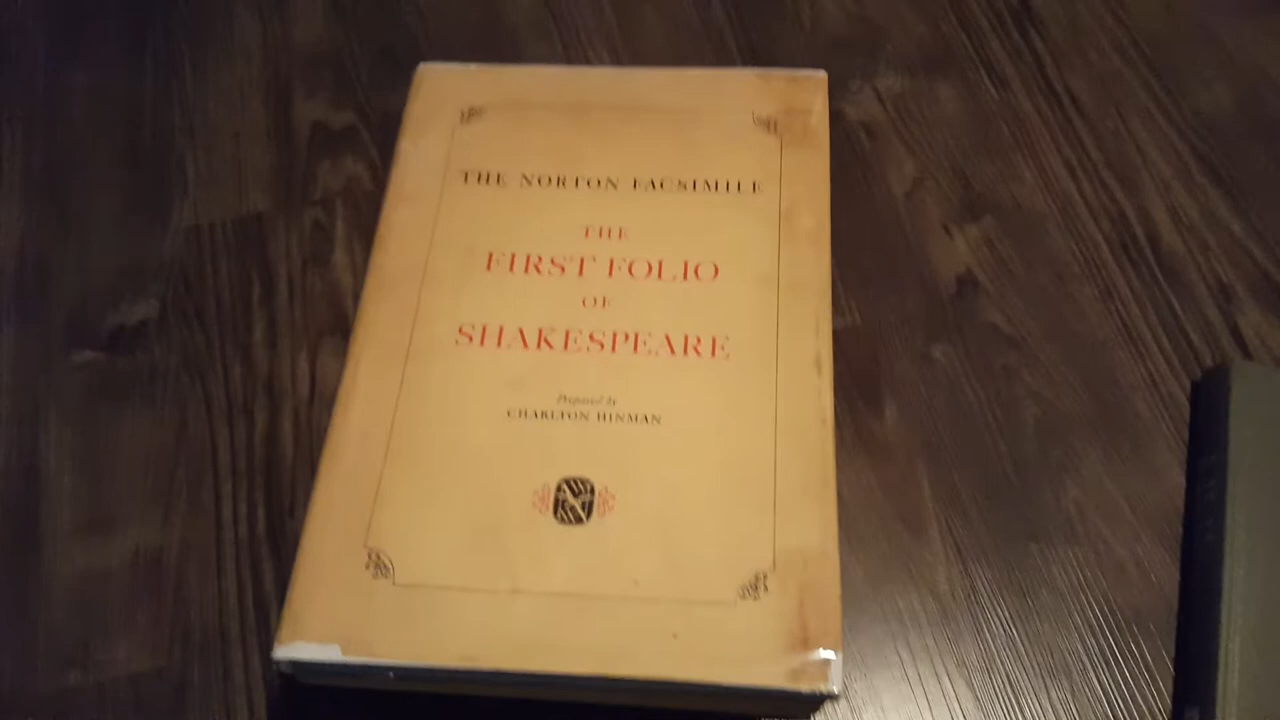 THE NORTON FACSIMILE
THE
FIRST FOLIO
OF
SHAKESPEARE
Prepared by
CHARLTON HINMAN